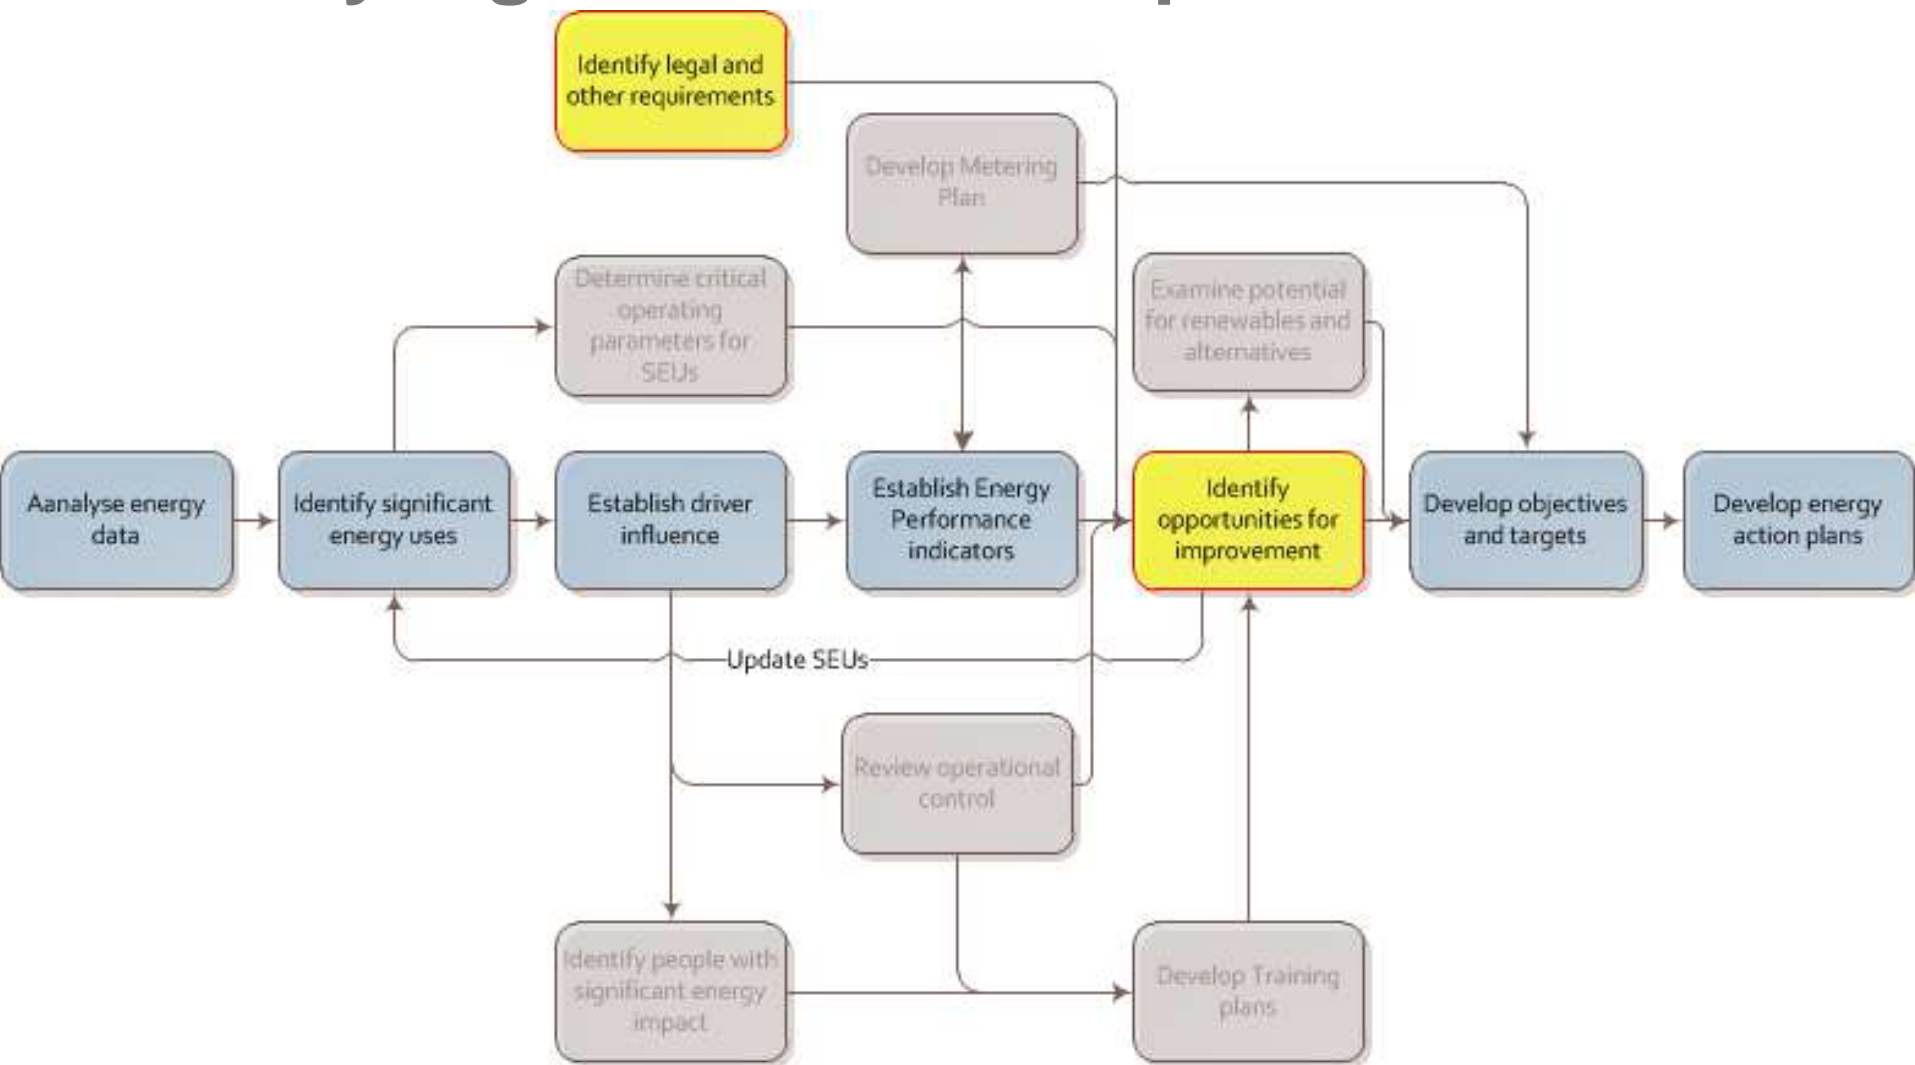 Identify legal and
other requirements
Develop Metering
Plan
Determine critical
operating
parameters for
SEUs
Examine potential
for renewables and
alternatives
Aanalyse energy
data
Identify significant
energy uses
Establish driver
influence
Establish Energy
Performance
indicators
Identify
opportunities for
improvement
Develop objectives
and targets
Develop energy
action plans
Update SEUs
Review operational
control
Identify people with
significant energy
impact
Develop Training
plans